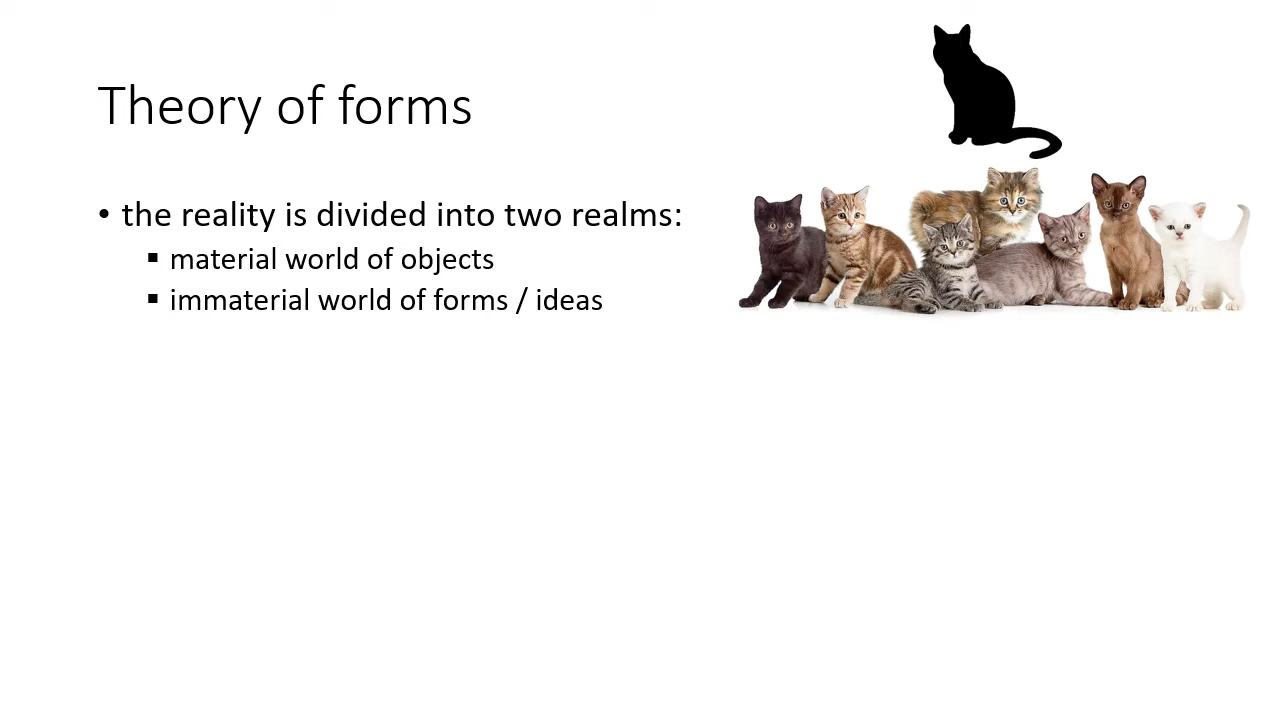 Theory of forms
• the reality is divided into two realms:
▪ material world of objects
▪ immaterial world of forms / ideas